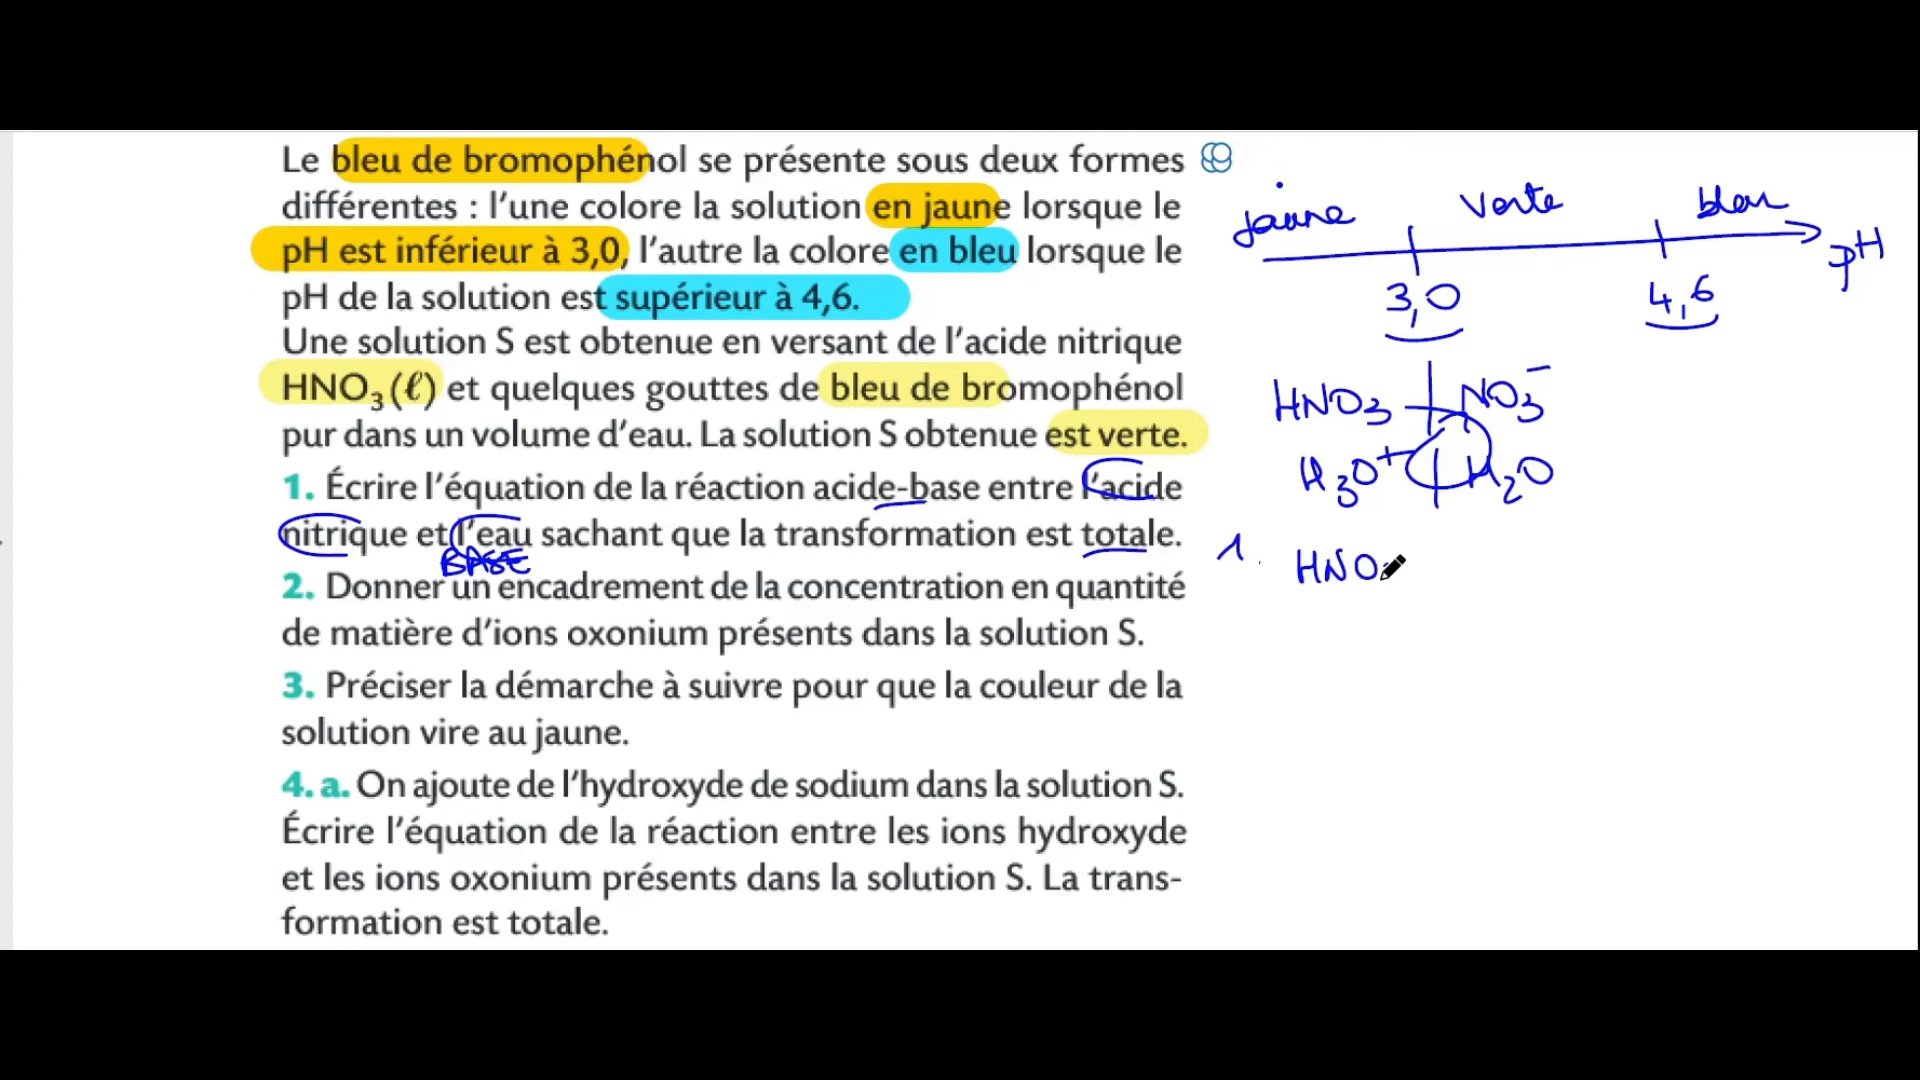 Le bleu de bromophénol se présente sous deux formes
différentes : l'une colore la solution en jaune lorsque le
pH est inférieur à 3,0, l'autre la colore en bleu lorsque le
pH de la solution est supérieur à 4,6.
Une solution S est obtenue en versant de l'acide nitrique
HNO₃(ℓ) et quelques gouttes de bleu de bromophénol
pur dans un volume d'eau. La solution S obtenue est verte.
1. Écrire l'équation de la réaction acide-base entre l'acide
nitrique et l'eau sachant que la transformation est totale.
BASE
2. Donner un encadrement de la concentration en quantité
de matière d'ions oxonium présents dans la solution S.
3. Préciser la démarche à suivre pour que la couleur de la
solution vire au jaune.
4. a. On ajoute de l'hydroxyde de sodium dans la solution S.
Écrire l'équation de la réaction entre les ions hydroxyde
et les ions oxonium présents dans la solution S. La trans-
formation est totale.
jaune verte bleu
pH
3,0 4,6
HNO₃ | NO₃⁻
H₃O⁺ | H₂O
1. HNO